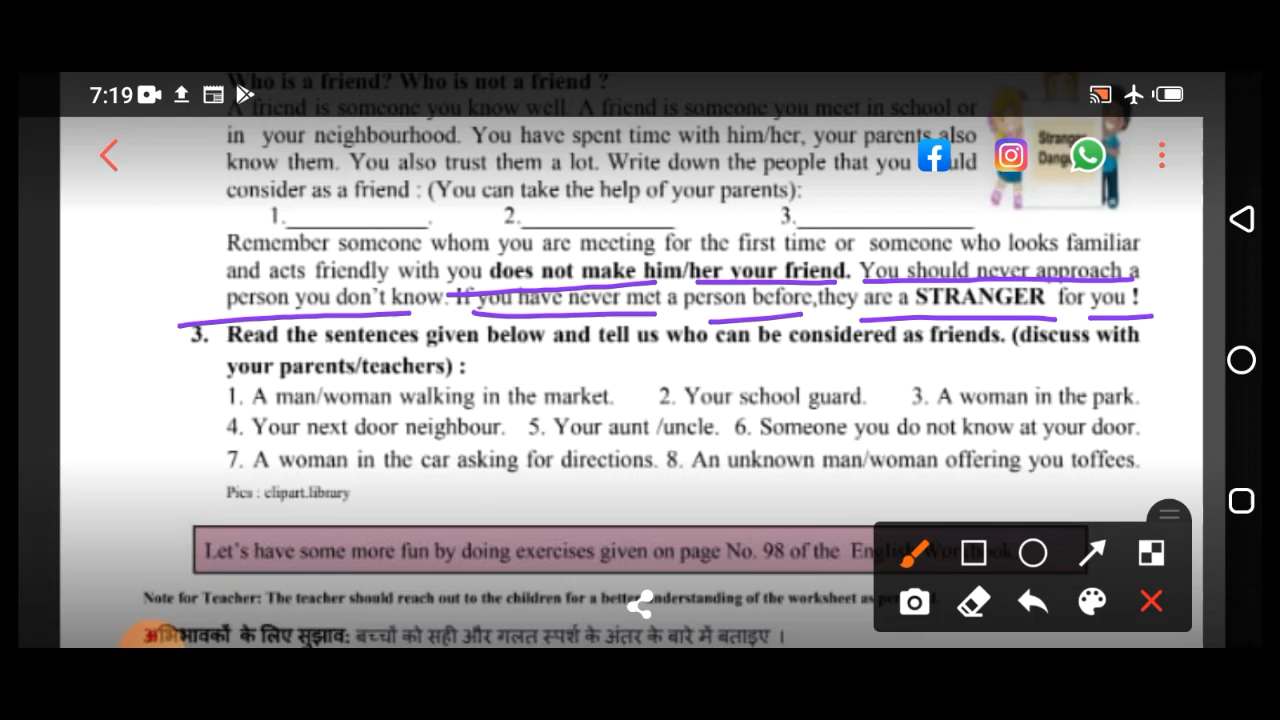 Who is a friend? Who is not a friend ?
7:19
A friend is someone you know well. A friend is someone you meet in school or
in your neighbourhood. You have spent time with him/her, your parents also
know them. You also trust them a lot. Write down the people that you uld
Stranger
Dang
consider as a friend : (You can take the help of your parents):
1. . 2. 3.
Remember someone whom you are meeting for the first time or someone who looks familiar
and acts friendly with you does not make him/her your friend. You should never approach a
person you don't know. If you have never met a person before,they are a STRANGER for you !
3. Read the sentences given below and tell us who can be considered as friends. (discuss with
your parents/teachers) :
1. A man/woman walking in the market. 2. Your school guard. 3. A woman in the park.
4. Your next door neighbour. 5. Your aunt /uncle. 6. Someone you do not know at your door.
7. A woman in the car asking for directions. 8. An unknown man/woman offering you toffees.
Pics : clipart.library
Let's have some more fun by doing exercises given on page No. 98 of the English Workbook
Note for Teacher: The teacher should reach out to the children for a better understanding of the worksheet as
अभिभावकों के लिए सुझाव: बच्चों को सही और गलत स्पर्श के अंतर के बारे में बताइए ।